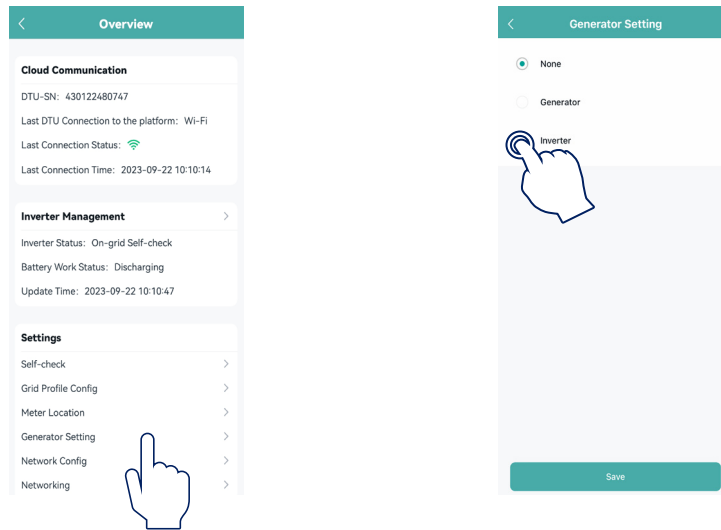 Overview
Cloud Communication
DTU-SN: 430122480747
Last DTU Connection to the platform: Wi-Fi
Last Connection Status:
Last Connection Time: 2023-09-22 10:10:14
Inverter Management
Inverter Status: On-grid Self-check
Battery Work Status: Discharging
Update Time: 2023-09-22 10:10:47
Settings
Self-check
Grid Profile Config
Meter Location
Generator Setting
Network Config
Networking
Generator Setting
None
Generator
Inverter
Save